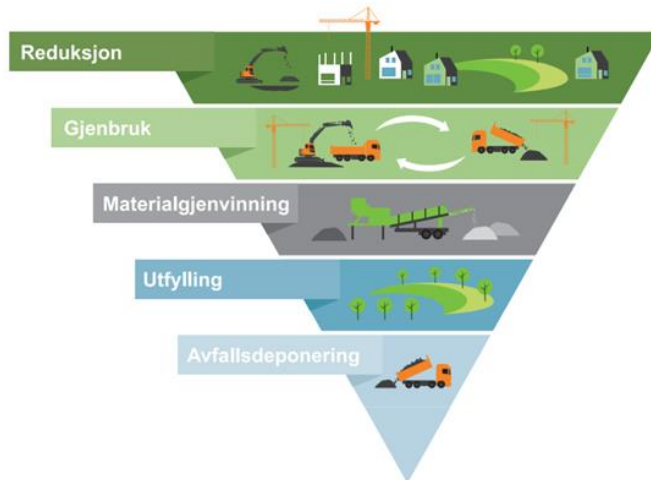 Reduksjon
Gjenbruk
Materialgjenvinning
Utfylling
Avfallsdeponering